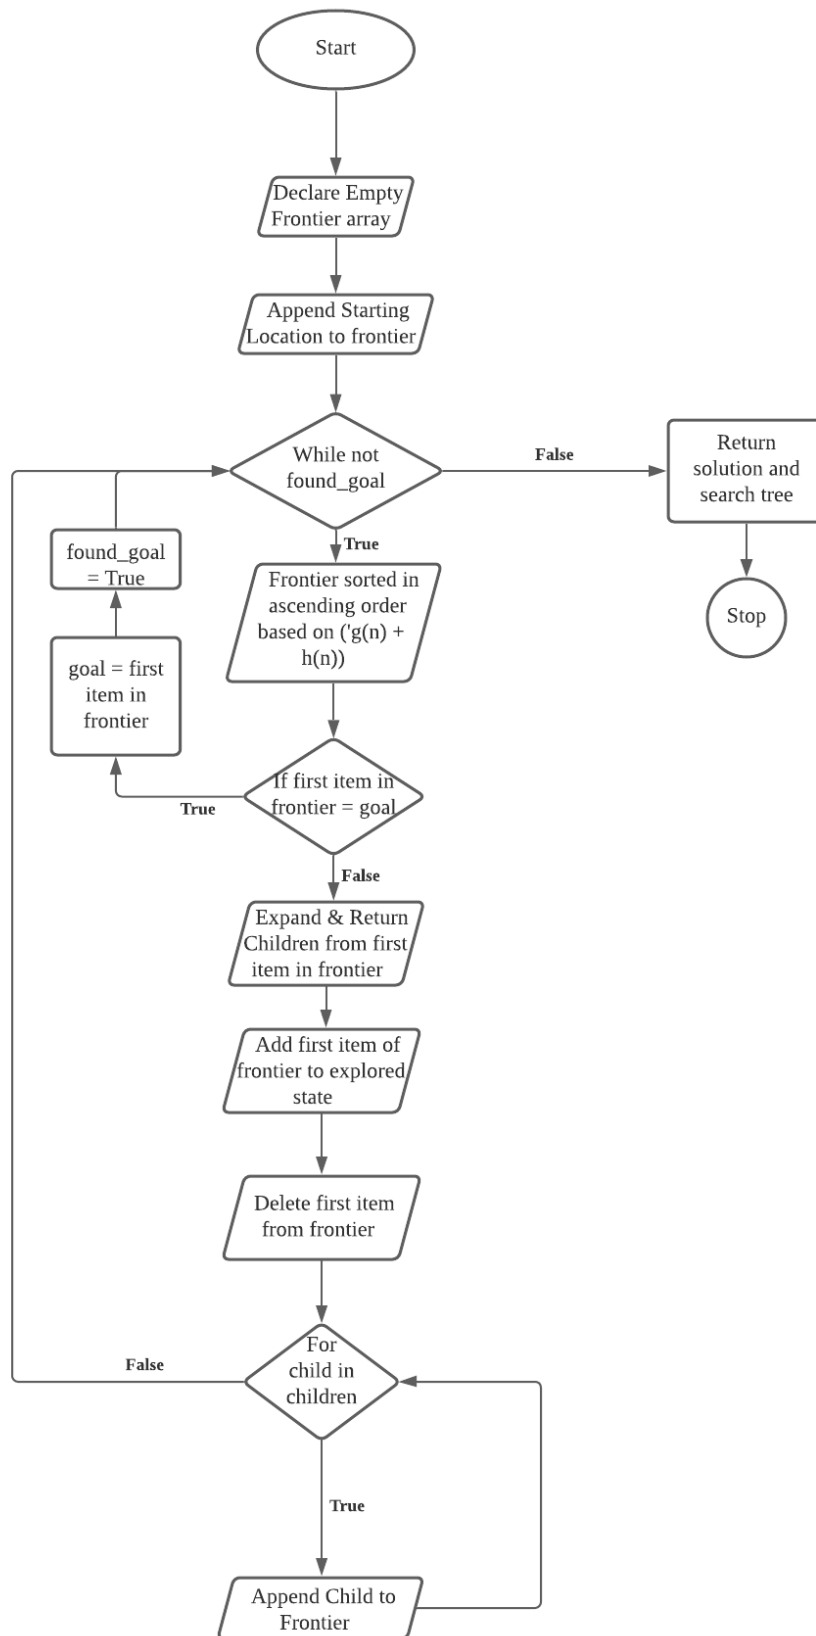 Start
Declare Empty
Frontier array
Append Starting
Location to frontier
While not
found_goal
False
Return
solution and
search tree
Stop
True
found_goal
= True
Frontier sorted in
ascending order
based on ('g(n) +
h(n))
goal = first
item in
frontier
If first item in
frontier = goal
True
False
Expand & Return
Children from first
item in frontier
Add first item of
frontier to explored
state
Delete first item
from frontier
For
child in
children
False
True
Append Child to
Frontier